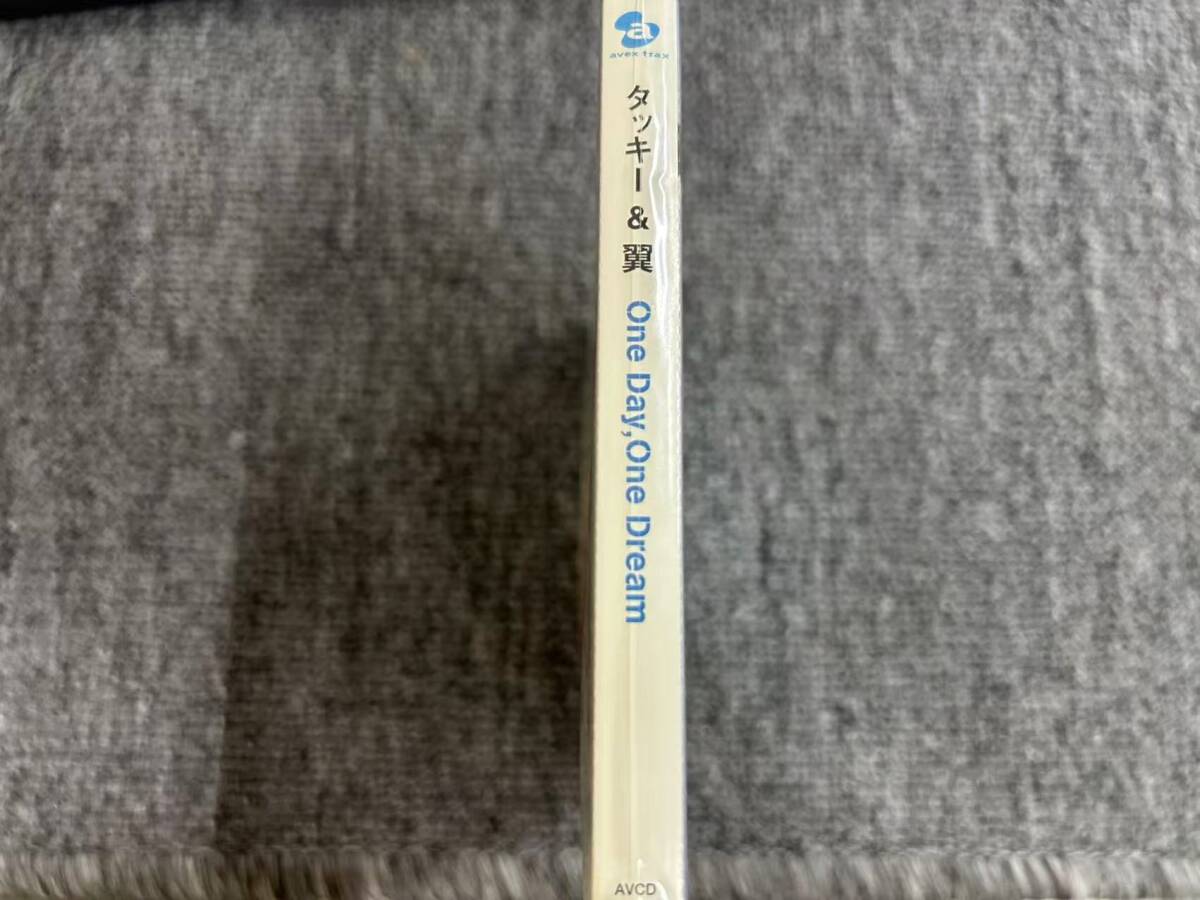 a
avex trax
タッキー & 翼 One Day,One Dream
AVCD